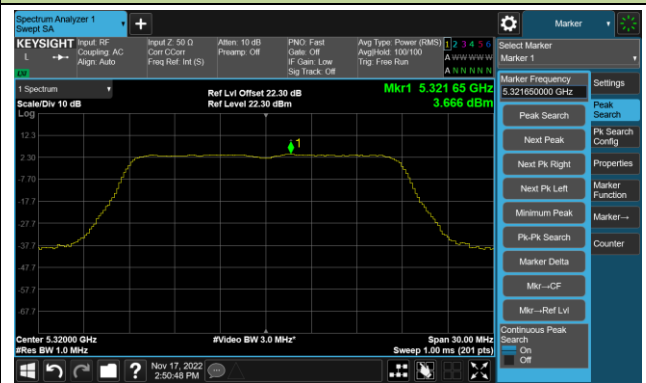 Spectrum Analyzer 1
Swept SA
+
Marker
KEYSIGHT
L
Input: RF
Coupling: AC
Align: Auto
Input Z: 50 Ω
Corr CCorr
Freq Ref: Int (S)
Atten: 10 dB
Preamp: Off
PNO: Fast
Gate: Off
IF Gain: Low
Sig Track: Off
Avg Type: Power (RMS)
Avg|Hold: 100/100
Trig: Free Run
1 2 3 4 5 6
A W W W W W
A N N N N N
Select Marker
Marker 1
1 Spectrum
Scale/Div 10 dB
Log
Ref Lvl Offset 22.30 dB
Ref Level 22.30 dBm
Mkr1 5.321 65 GHz
3.666 dBm
1
12.3
2.30
-7.70
-17.7
-27.7
-37.7
-47.7
-57.7
-67.7
Center 5.32000 GHz
#Res BW 1.0 MHz
#Video BW 3.0 MHz*
Span 30.00 MHz
Sweep 1.00 ms (201 pts)
Marker Frequency
5.321650000 GHz
Peak Search
Next Peak
Next Pk Right
Next Pk Left
Minimum Peak
Pk-Pk Search
Marker Delta
Mkr→CF
Mkr→Ref Lvl
Continuous Peak
Search
On
Off
Settings
Peak
Search
Pk Search
Config
Properties
Marker
Function
Marker→
Counter
?
Nov 17, 2022
2:50:48 PM